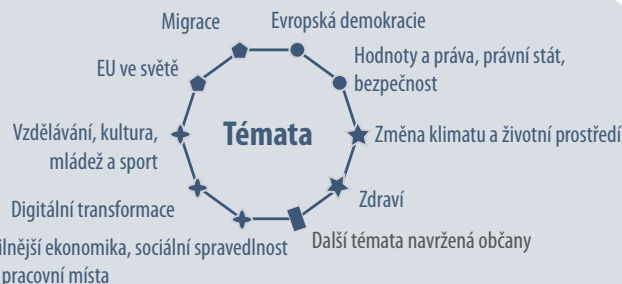 Migrace
Evropská demokracie
EU ve světě
Hodnoty a práva, právní stát,
bezpečnost
Vzdělávání, kultura,
mládež a sport
Témata
Změna klimatu a životní prostředí
Digitální transformace
Zdraví
ekonomika, sociální spravedlnost
pracovní místa
Další témata navržená občany